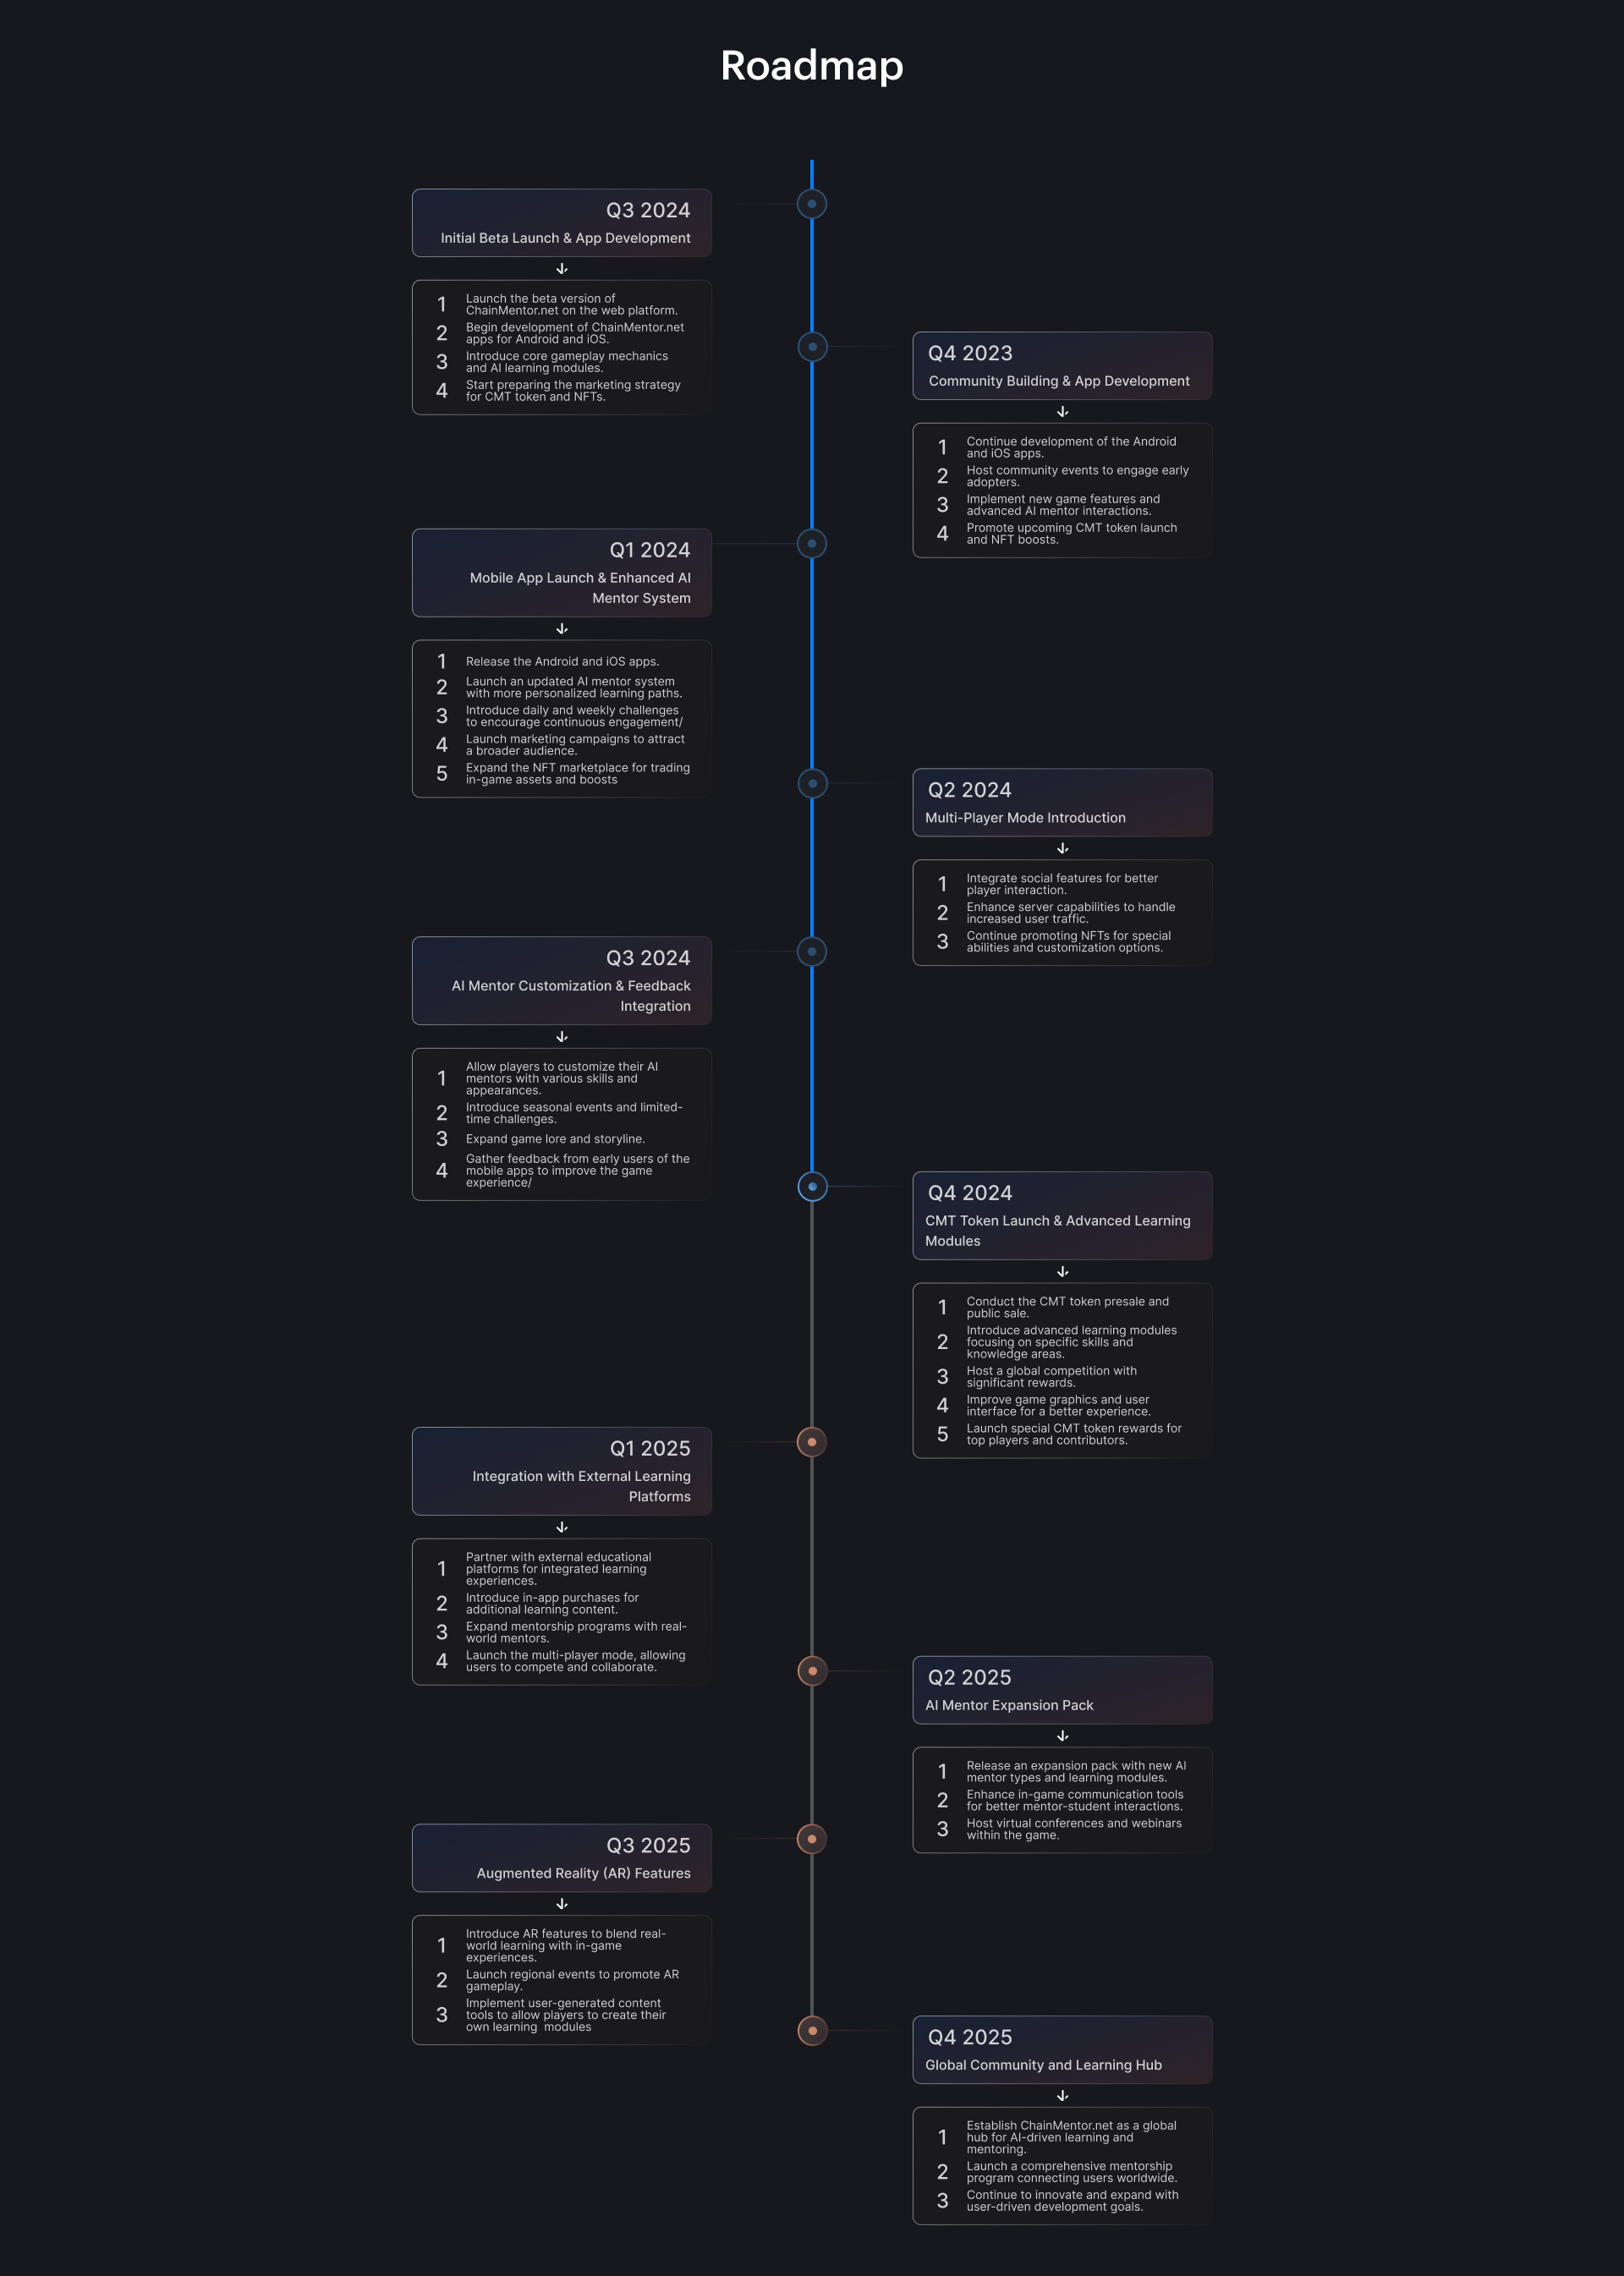 Roadmap
Q3 2024
Initial Beta Launch & App Development
1
Launch the beta version of
ChainMentor.net on the web platform.
2
Begin development of ChainMentor.net
apps for Android and iOS.
3
Introduce core gameplay mechanics
and AI learning modules.
4
Start preparing the marketing strategy
for CMT token and NFTs.
Q4 2023
Community Building & App Development
1
Continue development of the Android
and iOS apps.
2
Host community events to engage early
adopters.
3
Implement new game features and
advanced AI mentor interactions.
4
Promote upcoming CMT token launch
and NFT boosts.
Q1 2024
Mobile App Launch & Enhanced AI
Mentor System
1
Release the Android and iOS apps.
2
Launch an updated AI mentor system
with more personalized learning paths.
3
Introduce daily and weekly challenges
to encourage continuous engagement/
4
Launch marketing campaigns to attract
a broader audience.
5
Expand the NFT marketplace for trading
in-game assets and boosts
Q2 2024
Multi-Player Mode Introduction
1
Integrate social features for better
player interaction.
2
Enhance server capabilities to handle
increased user traffic.
3
Continue promoting NFTs for special
abilities and customization options.
Q3 2024
AI Mentor Customization & Feedback
Integration
1
Allow players to customize their AI
mentors with various skills and
appearances.
2
Introduce seasonal events and limited-
time challenges.
3
Expand game lore and storyline.
4
Gather feedback from early users of the
mobile apps to improve the game
experience/
Q4 2024
CMT Token Launch & Advanced Learning
Modules
1
Conduct the CMT token presale and
public sale.
2
Introduce advanced learning modules
focusing on specific skills and
knowledge areas.
3
Host a global competition with
significant rewards.
4
Improve game graphics and user
interface for a better experience.
5
Launch special CMT token rewards for
top players and contributors.
Q1 2025
Integration with External Learning
Platforms
1
Partner with external educational
platforms for integrated learning
experiences.
2
Introduce in-app purchases for
additional learning content.
3
Expand mentorship programs with real-
world mentors.
4
Launch the multi-player mode, allowing
users to compete and collaborate.
Q2 2025
AI Mentor Expansion Pack
1
Release an expansion pack with new AI
mentor types and learning modules.
2
Enhance in-game communication tools
for better mentor-student interactions.
3
Host virtual conferences and webinars
within the game.
Q3 2025
Augmented Reality (AR) Features
1
Introduce AR features to blend real-
world learning with in-game
experiences.
2
Launch regional events to promote AR
gameplay.
3
Implement user-generated content
tools to allow players to create their
own learning  modules
Q4 2025
Global Community and Learning Hub
1
Establish ChainMentor.net as a global
hub for AI-driven learning and
mentoring.
2
Launch a comprehensive mentorship
program connecting users worldwide.
3
Continue to innovate and expand with
user-driven development goals.